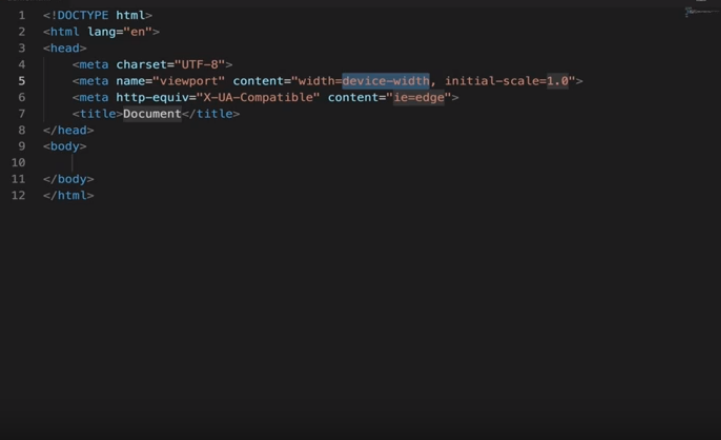 1 <!DOCTYPE html>
2 <html lang="en">
3 <head>
4 <meta charset="UTF-8">
5 <meta name="viewport" content="width=device-width, initial-scale=1.0">
6 <meta http-equiv="X-UA-Compatible" content="ie=edge">
7 <title>Document</title>
8 </head>
9 <body>
10
11 </body>
12 </html>